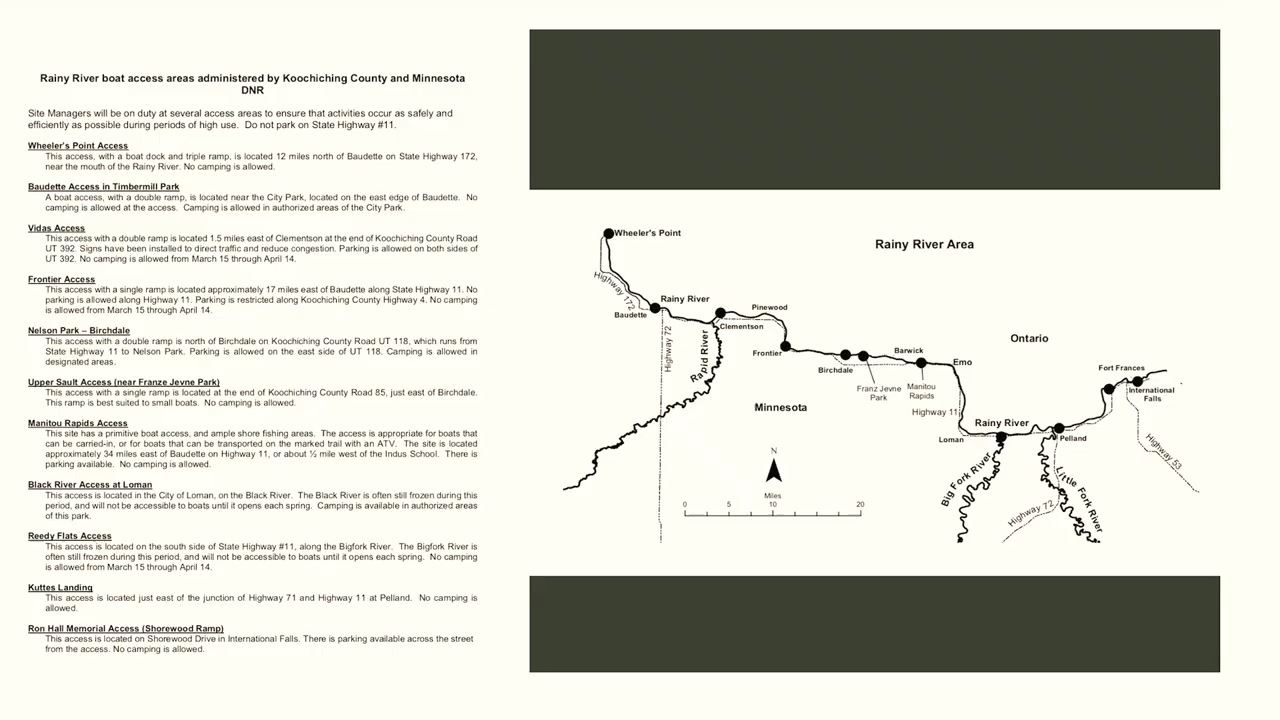 Rainy River boat access areas administered by Koochiching County and Minnesota
DNR
Site Managers will be on duty at several access areas to ensure that activities occur as safely and
efficiently as possible during periods of high use. Do not park on State Highway #11.
Wheeler's Point Access
This access, with a boat dock and triple ramp, is located 12 miles north of Baudette on State Highway 172,
near the mouth of the Rainy River. No camping is allowed.
Baudette Access in Timbermill Park
A boat access, with a double ramp, is located near the City Park, located on the east edge of Baudette. No
camping is allowed at the access. Camping is allowed in authorized areas of the City Park.
Vidas Access
This access with a double ramp is located 1.5 miles east of Clementson at the end of Koochiching County Road
UT 392. Signs have been installed to direct traffic and reduce congestion. Parking is allowed on both sides of
UT 392. No camping is allowed from March 15 through April 14.
Frontier Access
This access with a single ramp is located approximately 17 miles east of Baudette along State Highway 11. No
parking is allowed along Highway 11. Parking is restricted along Koochiching County Highway 4. No camping
is allowed from March 15 through April 14.
Nelson Park – Birchdale
This access with a double ramp is north of Birchdale on Koochiching County Road UT 118, which runs from
State Highway 11 to Nelson Park. Parking is allowed on the east side of UT 118. Camping is allowed in
designated areas.
Upper Sault Access (near Franze Jevne Park)
This access with a single ramp is located at the end of Koochiching County Road 85, just east of Birchdale.
This ramp is best suited to small boats. No camping is allowed.
Manitou Rapids Access
This site has a primitive boat access, and ample shore fishing areas. The access is appropriate for boats that
can be carried-in, or for boats that can be transported on the marked trail with an ATV. The site is located
approximately 34 miles east of Baudette on Highway 11, or about ½ mile west of the Indus School. There is
parking available. No camping is allowed.
Black River Access at Loman
This access is located in the City of Loman, on the Black River. The Black River is often still frozen during this
period, and will not be accessible to boats until it opens each spring. Camping is available in authorized areas
of this park.
Reedy Flats Access
This access is located on the south side of State Highway #11, along the Bigfork River. The Bigfork River is
often still frozen during this period, and will not be accessible to boats until it opens each spring. No camping
is allowed from March 15 through April 14.
Kuttes Landing
This access is located just east of the junction of Highway 71 and Highway 11 at Pelland. No camping is
allowed.
Ron Hall Memorial Access (Shorewood Ramp)
This access is located on Shorewood Drive in International Falls. There is parking available across the street
from the access. No camping is allowed.
Wheeler's Point
Rainy River Area
Highway 172
Rainy River
Baudette
Pinewood
Clementson
Highway 72
Rapid River
Frontier
Ontario
Barwick
Emo
Birchdale
Franz Jevne
Park
Manitou
Rapids
Fort Frances
International
Falls
Minnesota
Highway 11
Rainy River
Loman
Pelland
Highway 53
Big Fork River
Little Fork River
Highway 72
N
Miles
0 5 10 20